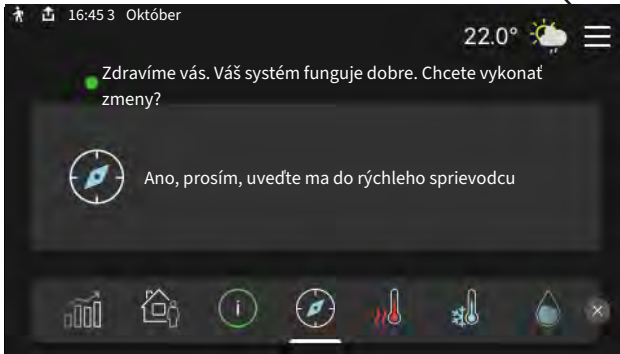 16:45 3 Október
22.0°
Zdravíme vás. Váš systém funguje dobre. Chcete vykonať
zmeny?
Ano, prosím, uveďte ma do rýchleho sprievodcu